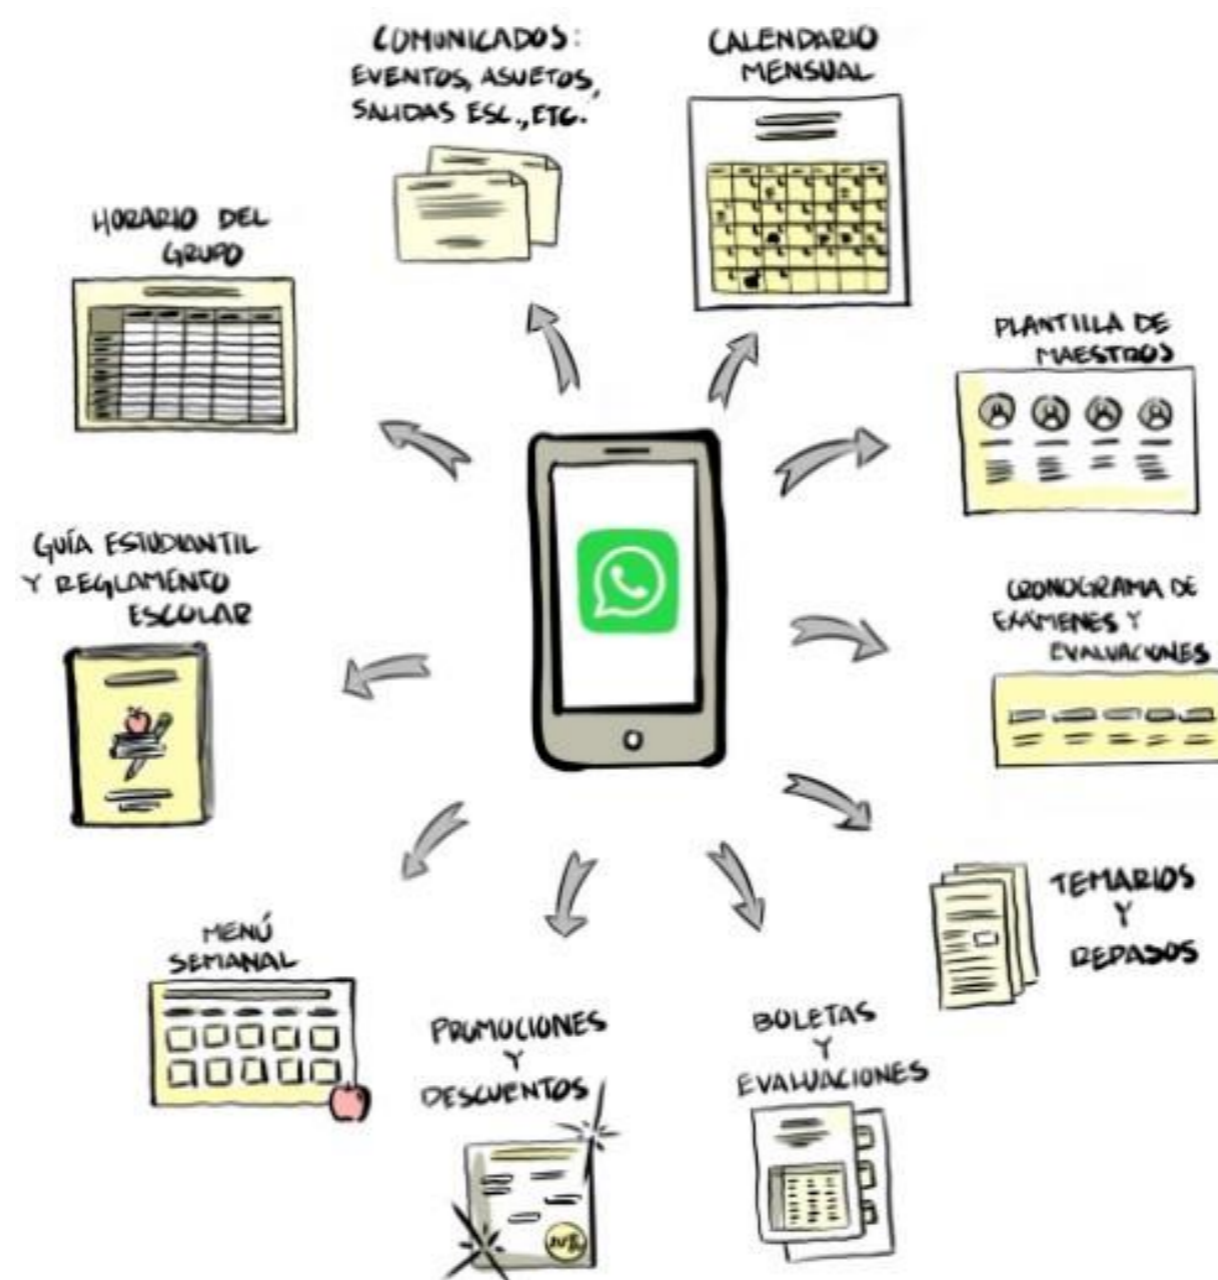 COMUNICADOS:
EVENTOS, ASUETOS,
SALIDAS ESC., ETC.
CALENDARIO
MENSUAL
HORARIO DEL
GRUPO
PLANTILLA DE
MAESTROS
GUÍA ESTUDIANTIL
Y REGLAMENTO
ESCOLAR
CRONOGRAMA DE
EXÁMENES Y
EVALUACIONES
TEMARIOS
Y
REPASOS
MENÚ
SEMANAL
PROMOCIONES
Y
DESCUENTOS
BOLETAS
Y
EVALUACIONES